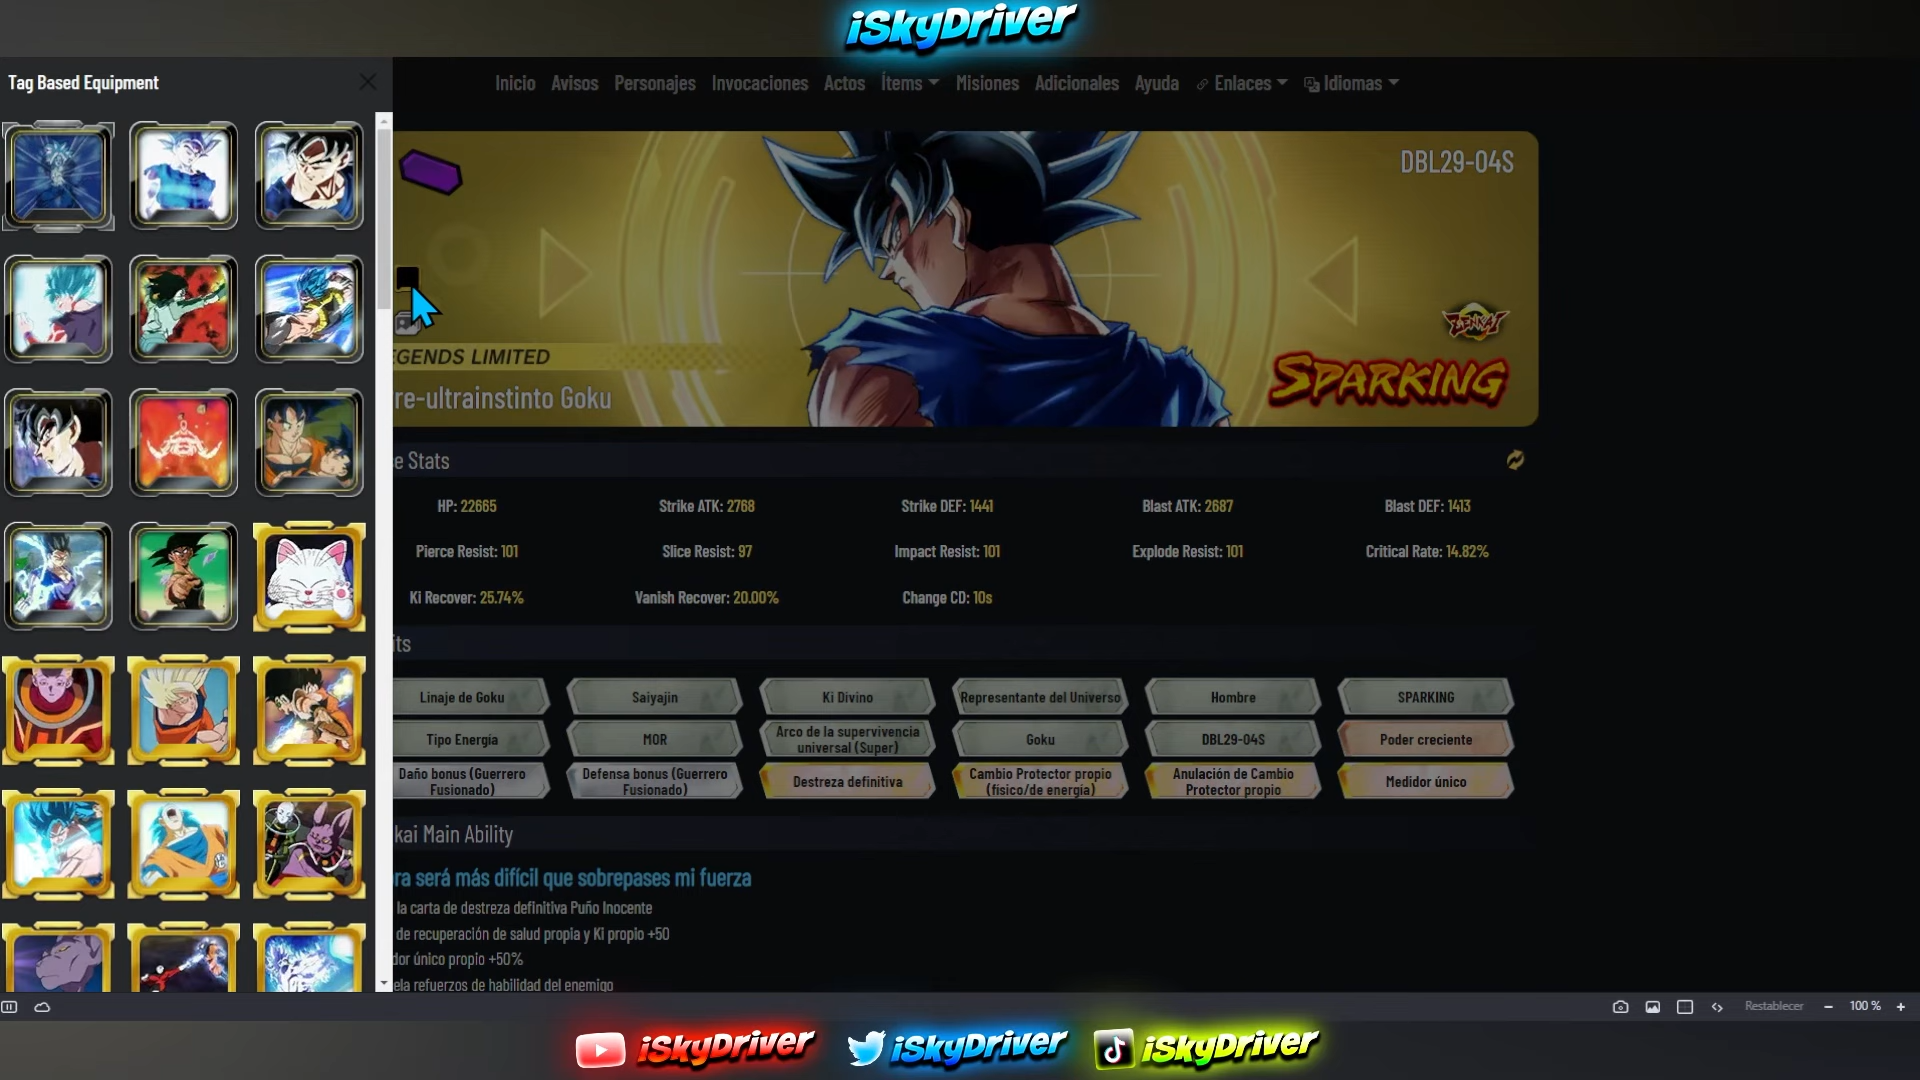 iSkyDriver
Tag Based Equipment
Inicio Avisos Personajes Invocaciones Actos Ítems Misiones Adicionales Ayuda Enlaces Idiomas
DBL29-04S
ZENKAI
EGENDS LIMITED
SPARKING
re-ultrainstinto Goku
e Stats
HP: 22665 Strike ATK: 2768 Strike DEF: 1441 Blast ATK: 2687 Blast DEF: 1413
Pierce Resist: 101 Slice Resist: 97 Impact Resist: 101 Explode Resist: 101 Critical Rate: 14.82%
Ki Recover: 25.74% Vanish Recover: 20.00% Change CD: 10s
its
Linaje de Goku Saiyajin Ki Divino Representante del Universo Hombre SPARKING
Tipo Energía MOR Arco de la supervivencia universal (Super) Goku DBL29-04S Poder creciente
Daño bonus (Guerrero Fusionado) Defensa bonus (Guerrero Fusionado) Destreza definitiva Cambio Protector propio (físico/de energía) Anulación de Cambio Protector propio Medidor único
kai Main Ability
ra será más difícil que sobrepases mi fuerza
la carta de destreza definitiva Puño Inocente
de recuperación de salud propia y Ki propio +50
dor único propio +50%
ela refuerzos de habilidad del enemigo
Restablecer 100 %
iSkyDriver iSkyDriver iSkyDriver